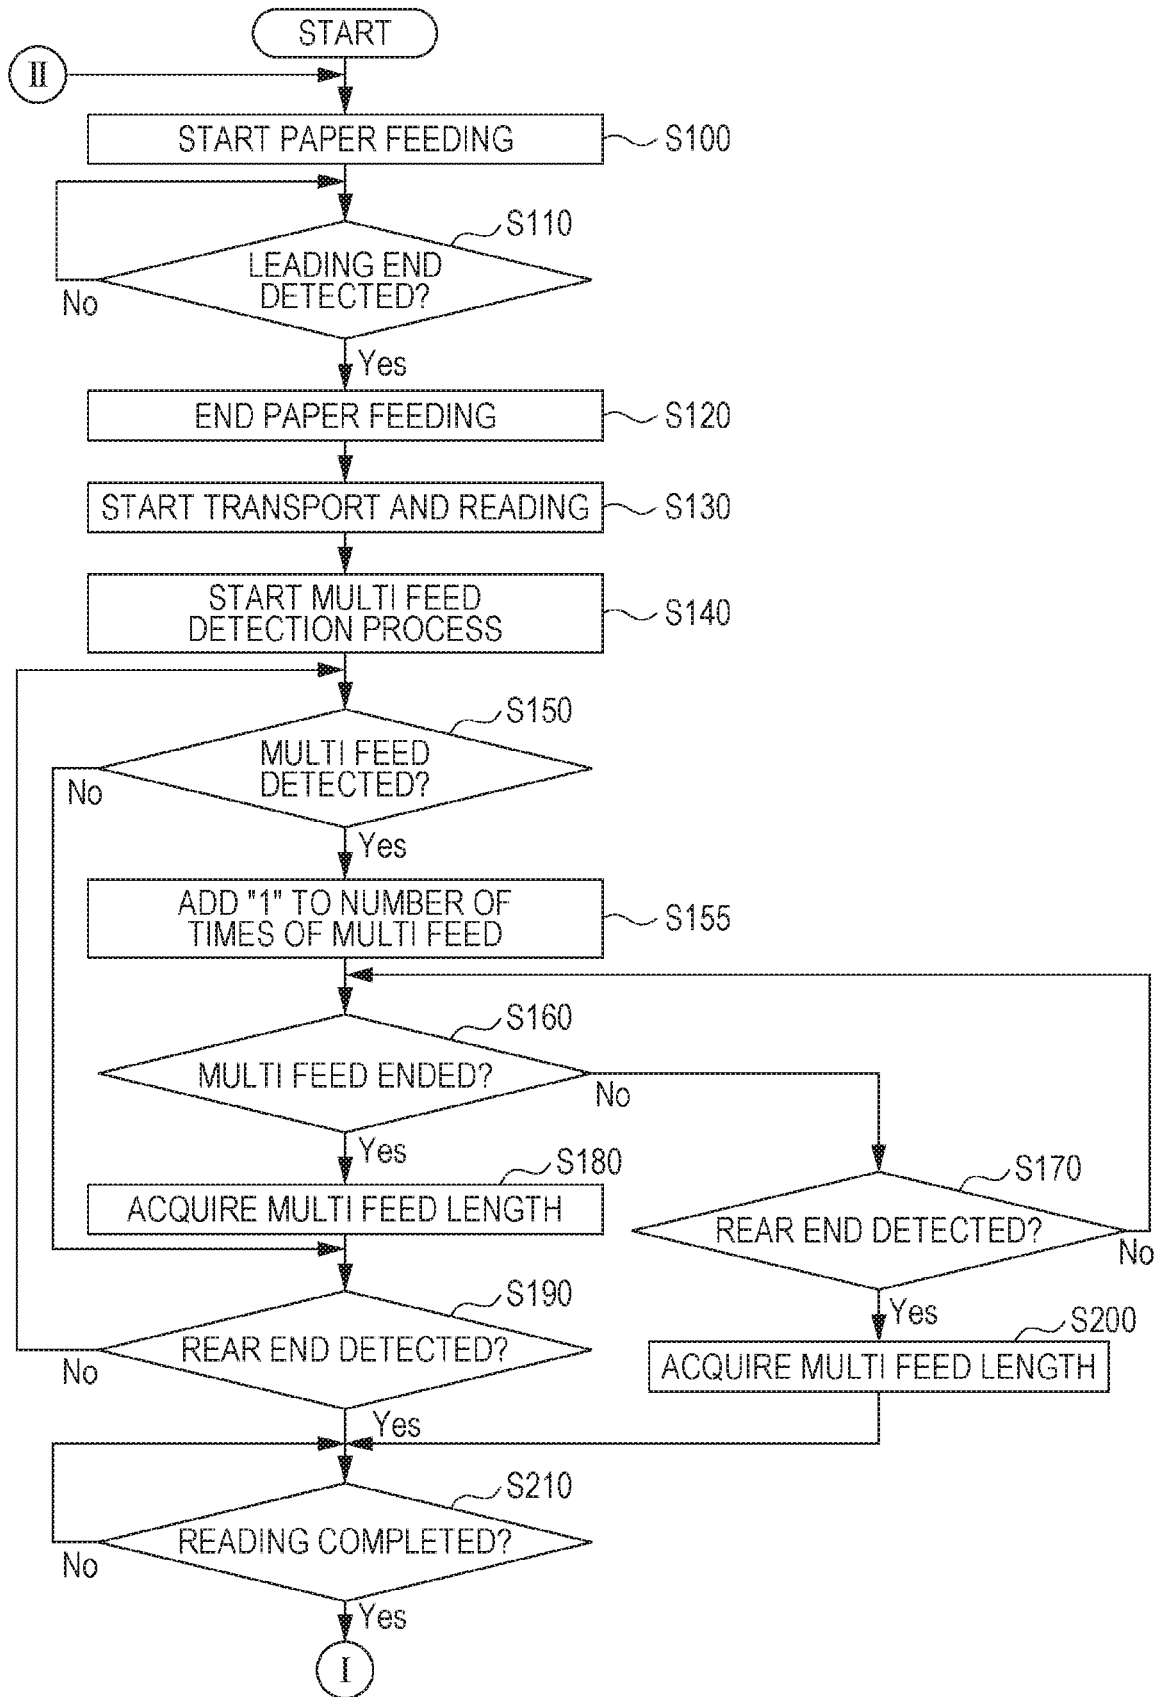 START
II
START PAPER FEEDING
S100
S110
LEADING END
DETECTED?
No
Yes
END PAPER FEEDING
S120
START TRANSPORT AND READING
S130
START MULTI FEED
DETECTION PROCESS
S140
S150
MULTI FEED
DETECTED?
No
Yes
ADD "1" TO NUMBER OF
TIMES OF MULTI FEED
S155
S160
MULTI FEED ENDED?
No
Yes
S180
ACQUIRE MULTI FEED LENGTH
S170
REAR END DETECTED?
No
Yes
S190
REAR END DETECTED?
No
Yes
S200
ACQUIRE MULTI FEED LENGTH
S210
READING COMPLETED?
No
Yes
I